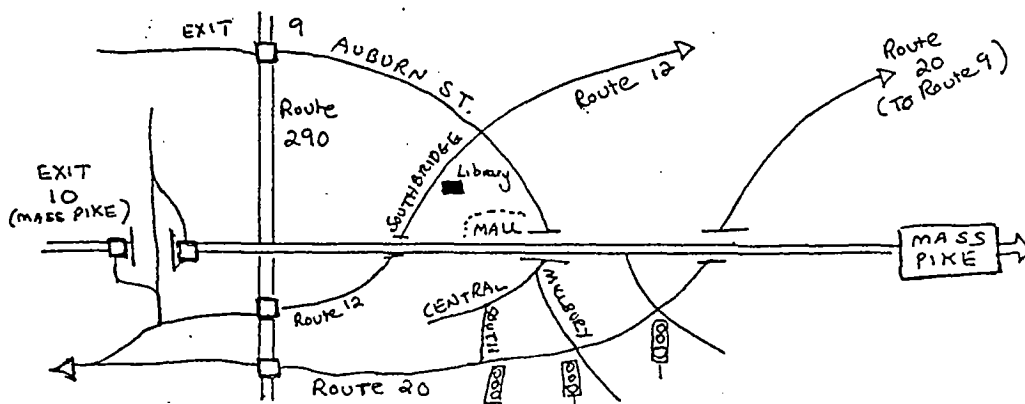 EXIT 9
AUBURN ST.
Route 12
Route
20
(TO Route 9)
Route
290
SOUTHBRIDGE
Library
EXIT
10
(MASS PIKE)
MALL
MASS
PIKE
Route 12
CENTRAL
MILLBURY
Route 20